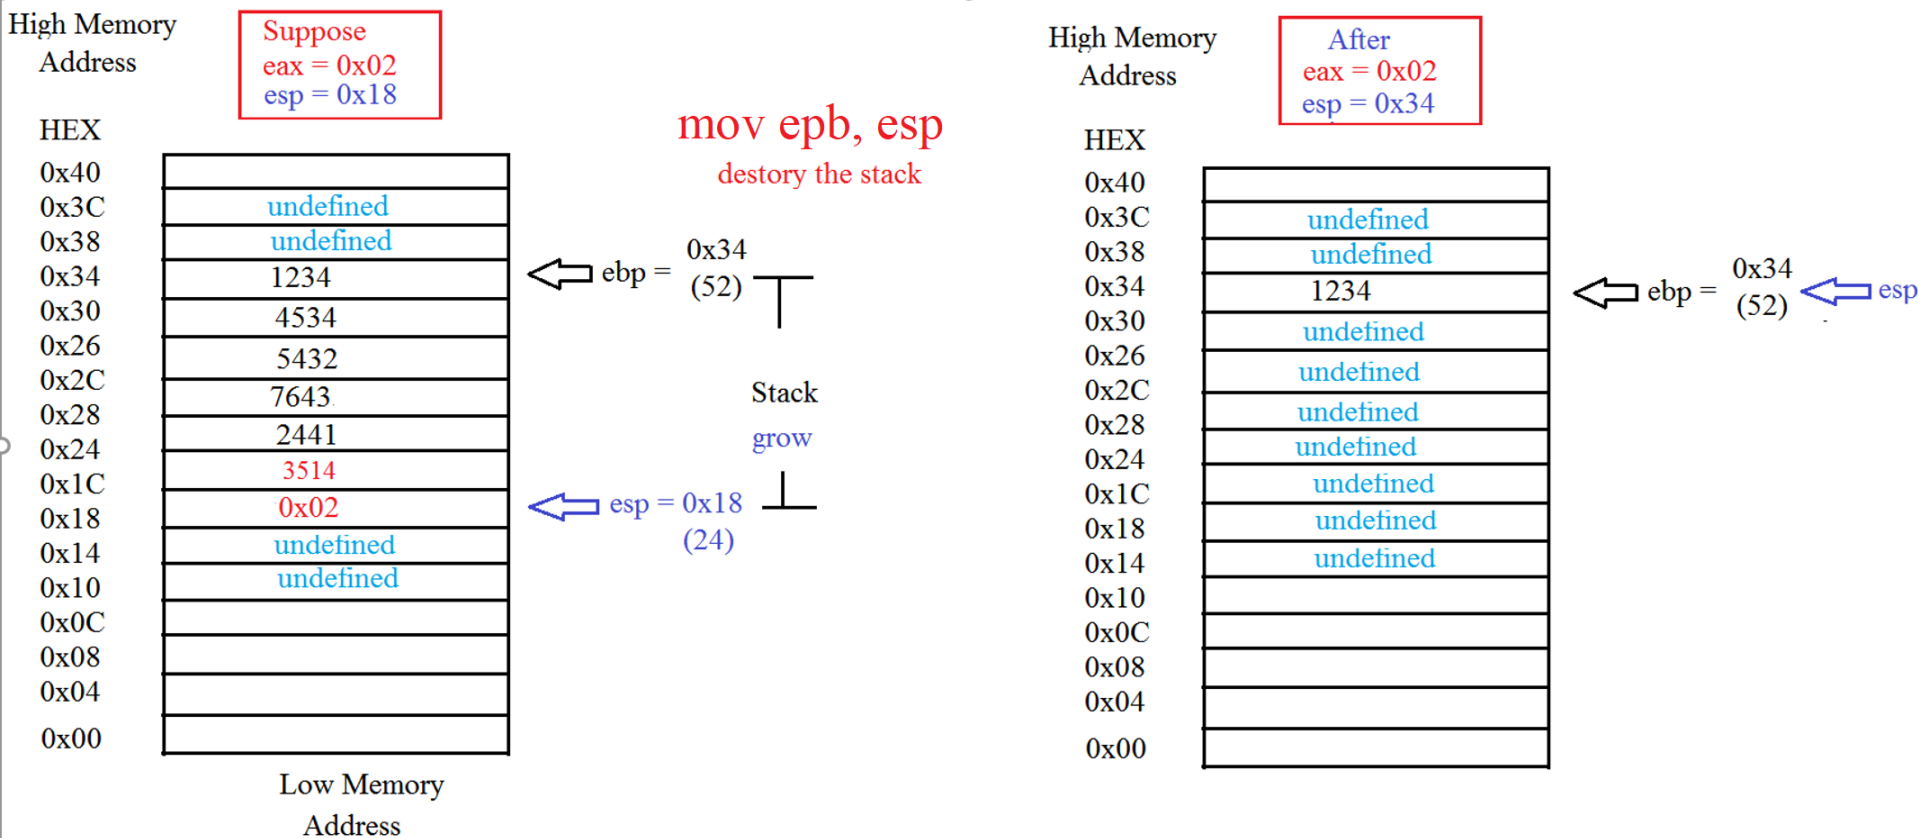 High Memory
Address
Suppose
eax = 0x02
esp = 0x18
HEX
0x40
0x3C undefined
0x38 undefined
0x34 1234
0x30 4534
0x26 5432
0x2C 7643
0x28 2441
0x24 3514
0x1C 0x02
0x18
0x14 undefined
0x10 undefined
0x0C
0x08
0x04
0x00
Low Memory
Address
ebp = 0x34
(52)
Stack
grow
esp = 0x18
(24)
mov epb, esp
destory the stack
High Memory
Address
After
eax = 0x02
esp = 0x34
HEX
0x40
0x3C undefined
0x38 undefined
0x34 1234
0x30 undefined
0x26 undefined
0x2C undefined
0x28 undefined
0x24 undefined
0x1C undefined
0x18 undefined
0x14
0x10
0x0C
0x08
0x04
0x00
ebp = 0x34
(52)
esp